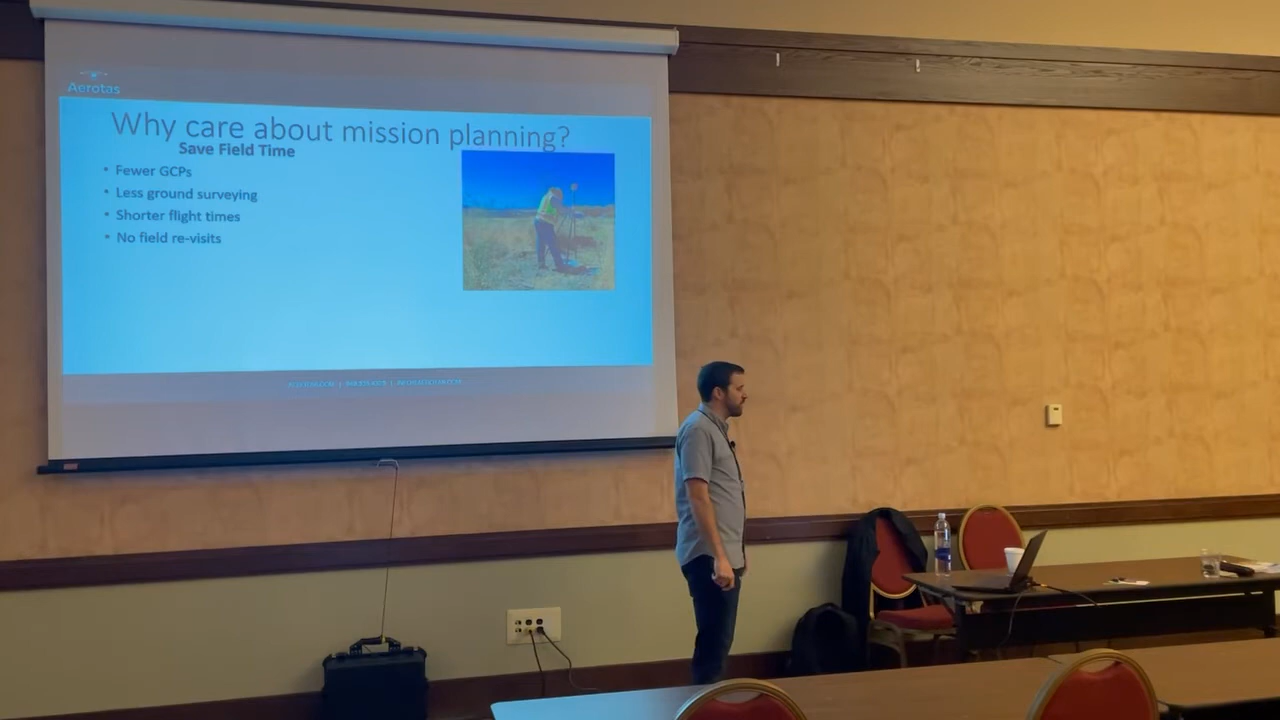 Aerotas
Why care about mission planning?
Save Field Time
• Fewer GCPs
• Less ground surveying
• Shorter flight times
• No field re-visits